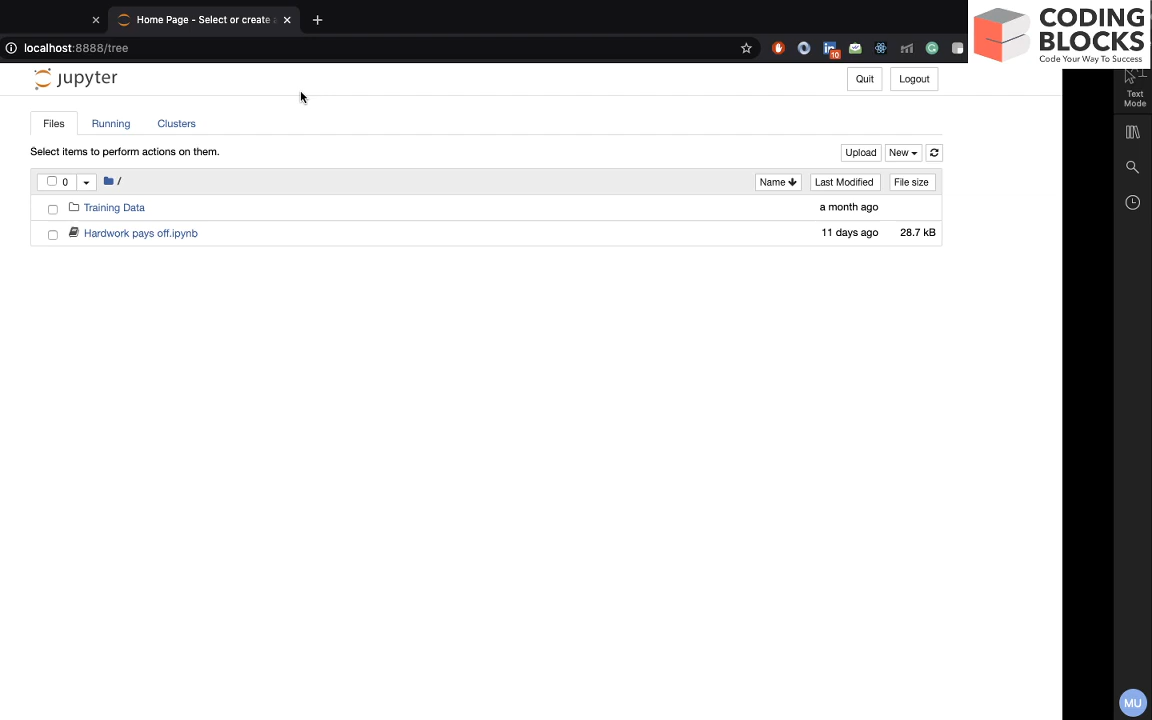 Home Page - Select or create a
localhost:8888/tree
10
CODING
BLOCKS
Code Your Way To Success
jupyter
Quit
Logout
Text
Mode
Files
Running
Clusters
Select items to perform actions on them.
Upload
New
0
/
Name
Last Modified
File size
Training Data
a month ago
Hardwork pays off.ipynb
11 days ago
28.7 kB
MU